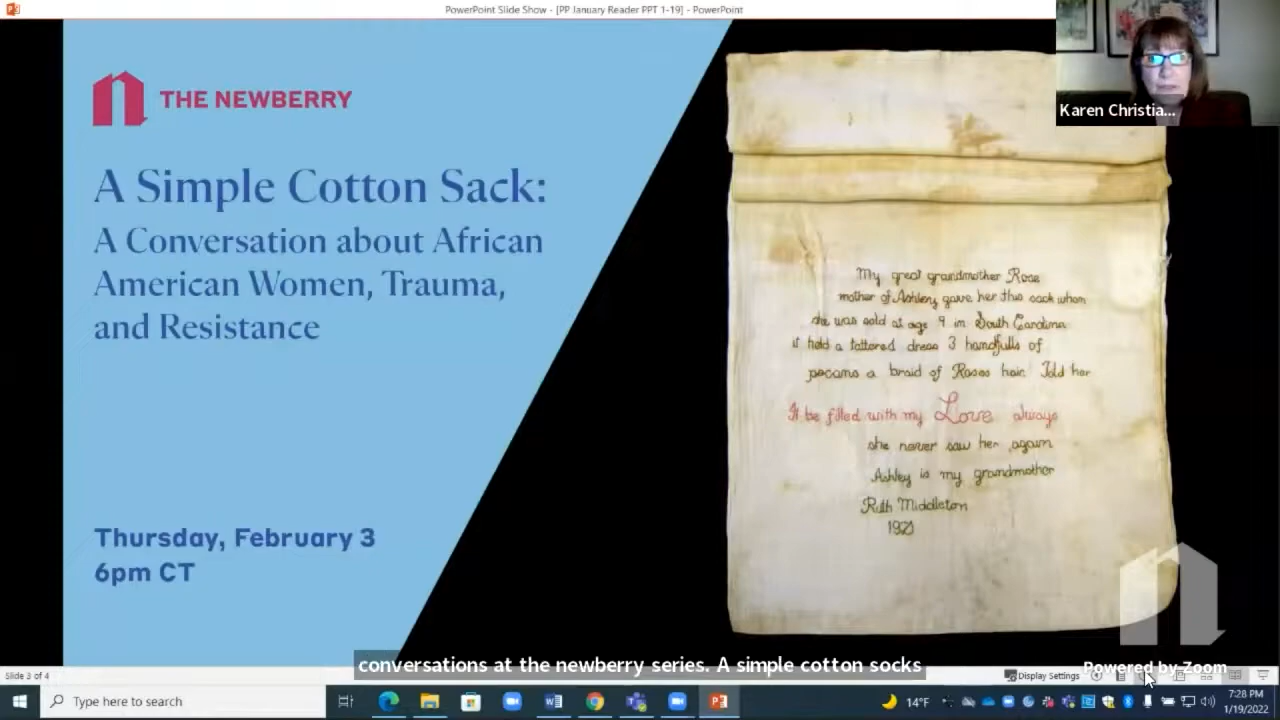 PowerPoint Slide Show - [PP January Reader PPT 1-19] - PowerPoint
THE NEWBERRY
A Simple Cotton Sack:
A Conversation about African
American Women, Trauma,
and Resistance
Thursday, February 3
6pm CT
Karen Christia...
My great grandmother Rose
mother of Ashley gave her this sack when
she was sold at age 9 in South Carolina
it held a tattered dress 3 handfulls of
pecans a braid of Roses hair. Told her
It be filled with my Love always
she never saw her again
Ashley is my grandmother
Ruth Middleton
1921
conversations at the newberry series. A simple cotton socks
Powered by Zoom
Slide 3 of 4
Display Settings
Type here to search
14°F
7:28 PM
1/19/2022